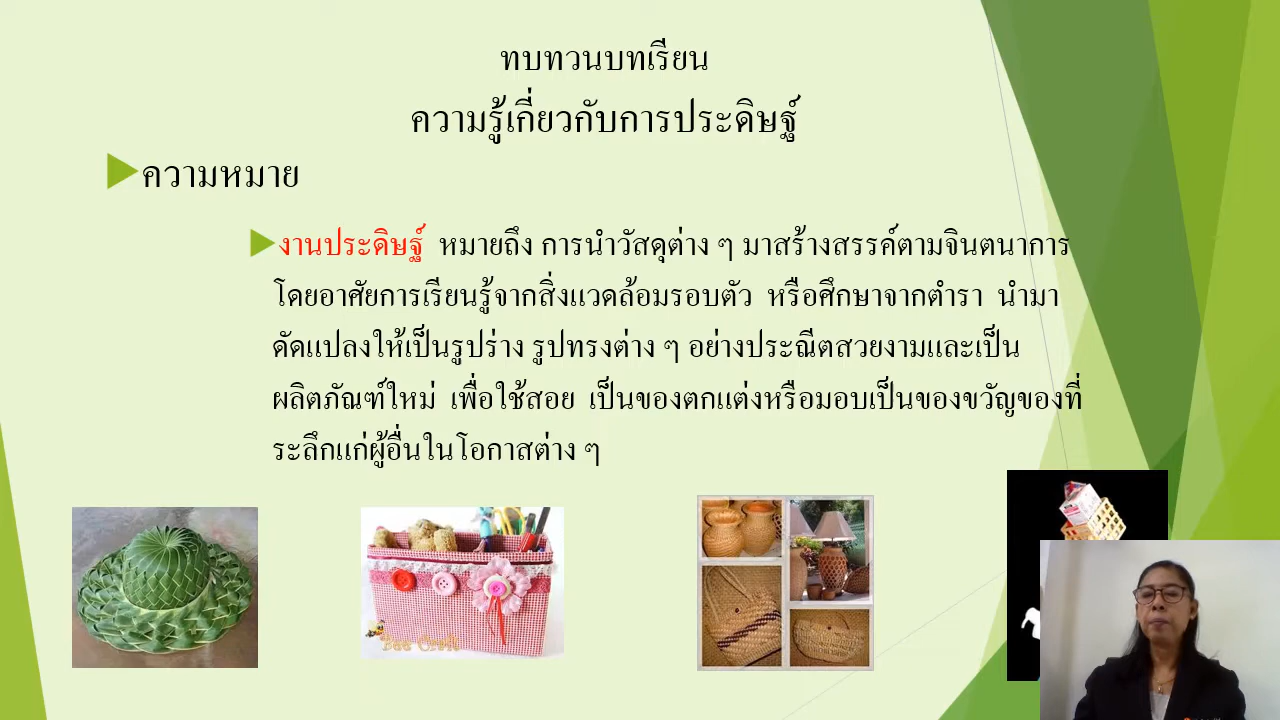 ทบทวนบทเรียน
ความรู้เกี่ยวกับการประดิษฐ์
ความหมาย
งานประดิษฐ์ หมายถึง การนำวัสดุต่าง ๆ มาสร้างสรรค์ตามจินตนาการ
โดยอาศัยการเรียนรู้จากสิ่งแวดล้อมรอบตัว หรือศึกษาจากตำรา นำมา
ดัดแปลงให้เป็นรูปร่าง รูปทรงต่าง ๆ อย่างประณีตสวยงามและเป็น
ผลิตภัณฑ์ใหม่ เพื่อใช้สอย เป็นของตกแต่งหรือมอบเป็นของขวัญของที่
ระลึกแก่ผู้อื่นในโอกาสต่าง ๆ
Bee Craft